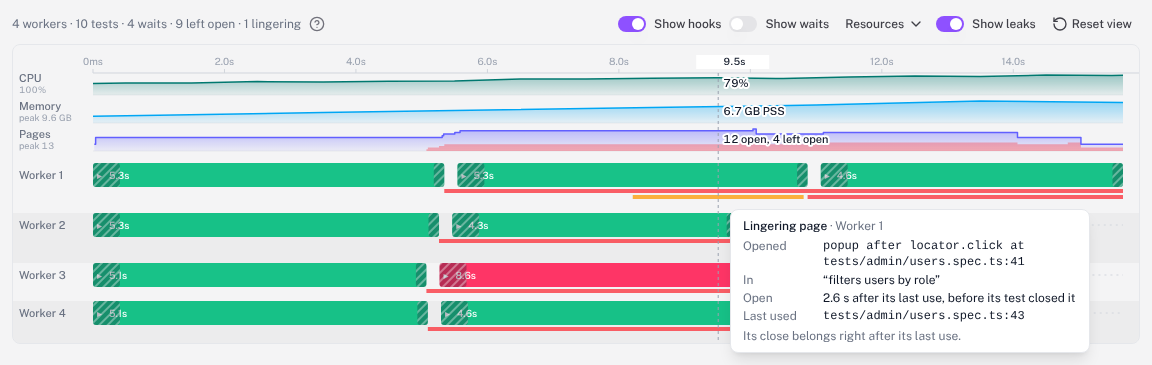 4 workers · 10 tests · 4 waits · 9 left open · 1 lingering ?
Show hooks
Show waits
Resources
Show leaks
Reset view
0ms 2.0s 4.0s 6.0s 8.0s 9.5s 12.0s 14.0s
CPU
100%
79%
Memory
peak 9.6 GB
6.7 GB PSS
Pages
peak 13
12 open, 4 left open
Worker 1 5.3s 5.3s 4.6s
Worker 2 5.3s 4.3s
Worker 3 5.1s 8.6s
Worker 4 5.1s 4.6s
Lingering page · Worker 1
Opened popup after locator.click at
tests/admin/users.spec.ts:41
In “filters users by role”
Open 2.6 s after its last use, before its test closed it
Last used tests/admin/users.spec.ts:43
Its close belongs right after its last use.